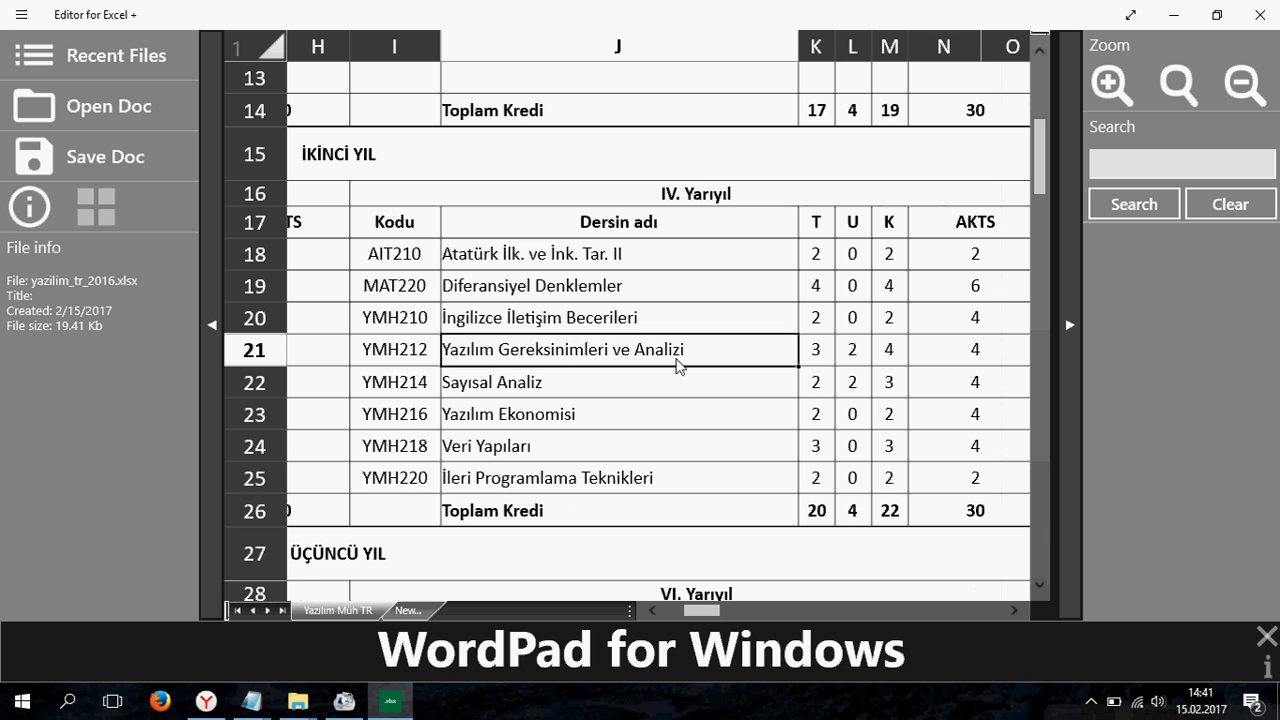 Editor for Excel +
Recent Files
Open Doc
Save Doc
File info
File: yazilim_tr_2016.xlsx
Title:
Created: 2/15/2017
File size: 19.41 Kb
1 H I J K L M N O
13
14 0 Toplam Kredi 17 4 19 30
15 İKİNCİ YIL
16 IV. Yarıyıl
17 TS Kodu Dersin adı T U K AKTS
18 AIT210 Atatürk İlk. ve İnk. Tar. II 2 0 2 2
19 MAT220 Diferansiyel Denklemler 4 0 4 6
20 YMH210 İngilizce İletişim Becerileri 2 0 2 4
21 YMH212 Yazılım Gereksinimleri ve Analizi 3 2 4 4
22 YMH214 Sayısal Analiz 2 2 3 4
23 YMH216 Yazılım Ekonomisi 2 0 2 4
24 YMH218 Veri Yapıları 3 0 3 4
25 YMH220 İleri Programlama Teknikleri 2 0 2 2
26 0 Toplam Kredi 20 4 22 30
27 ÜÇÜNCÜ YIL
28 VI. Yarıyıl
Yazılım Müh TR New...
Zoom
Search
Search Clear
WordPad for Windows
14:41
15.02.2017
2